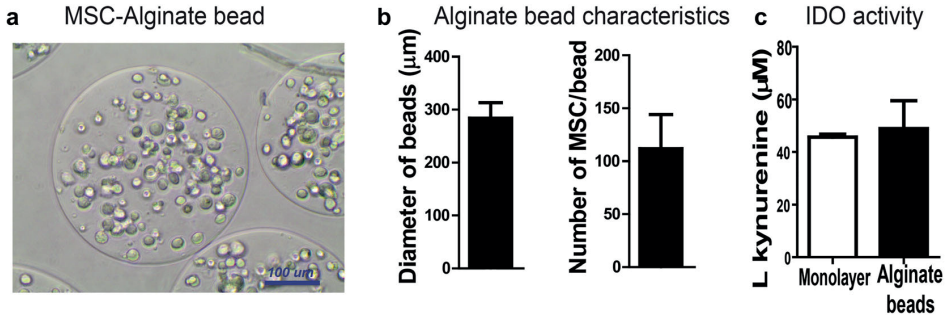 a MSC-Alginate bead
100 um
b Alginate bead characteristics
Diameter of beads (µm)
400
300
200
100
0
Number of MSC/bead
200
150
100
50
0
c IDO activity
L kynurenine (µM)
80
60
40
20
0
Monolayer
Alginate
beads